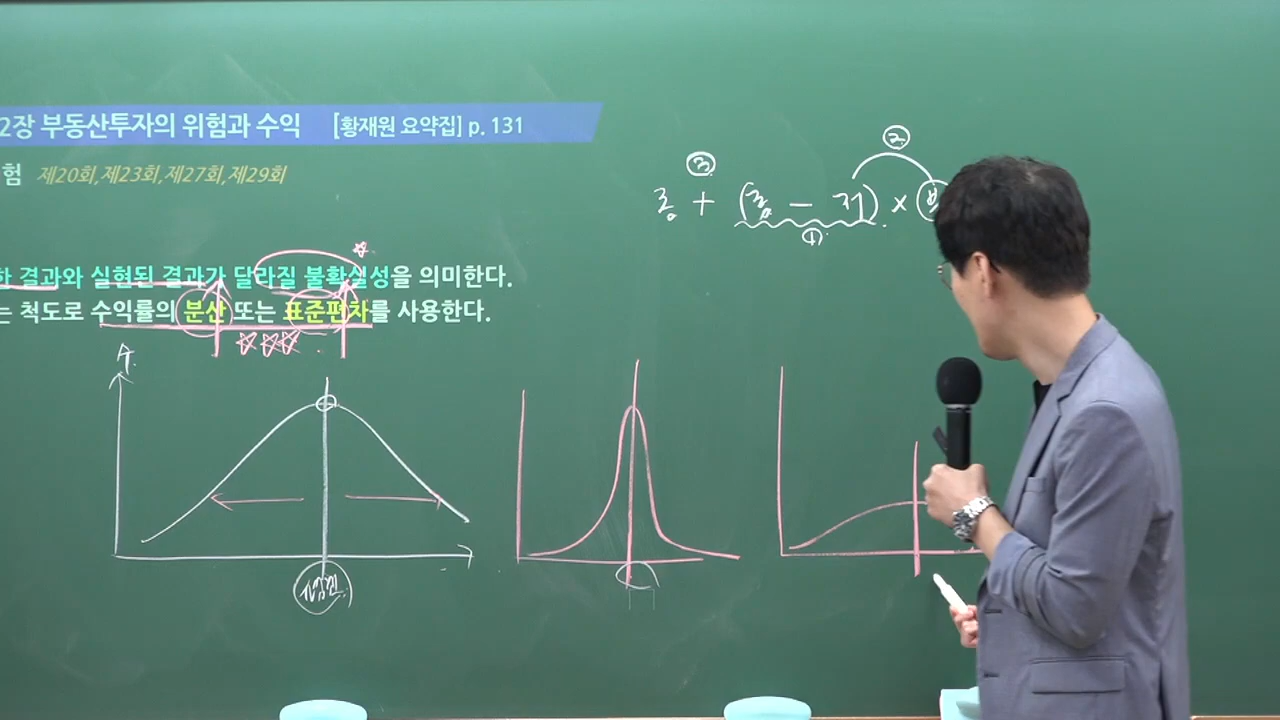 2장 부동산투자의 위험과 수익 [황재원 요약집] p. 131
험 제20회,제23회,제27회,제29회
③ ②
종 + (종 - 저) ×
①
한 결과와 실현된 결과가 달라질 불확실성을 의미한다.
는 척도로 수익률의 분산 또는 표준편차를 사용한다.